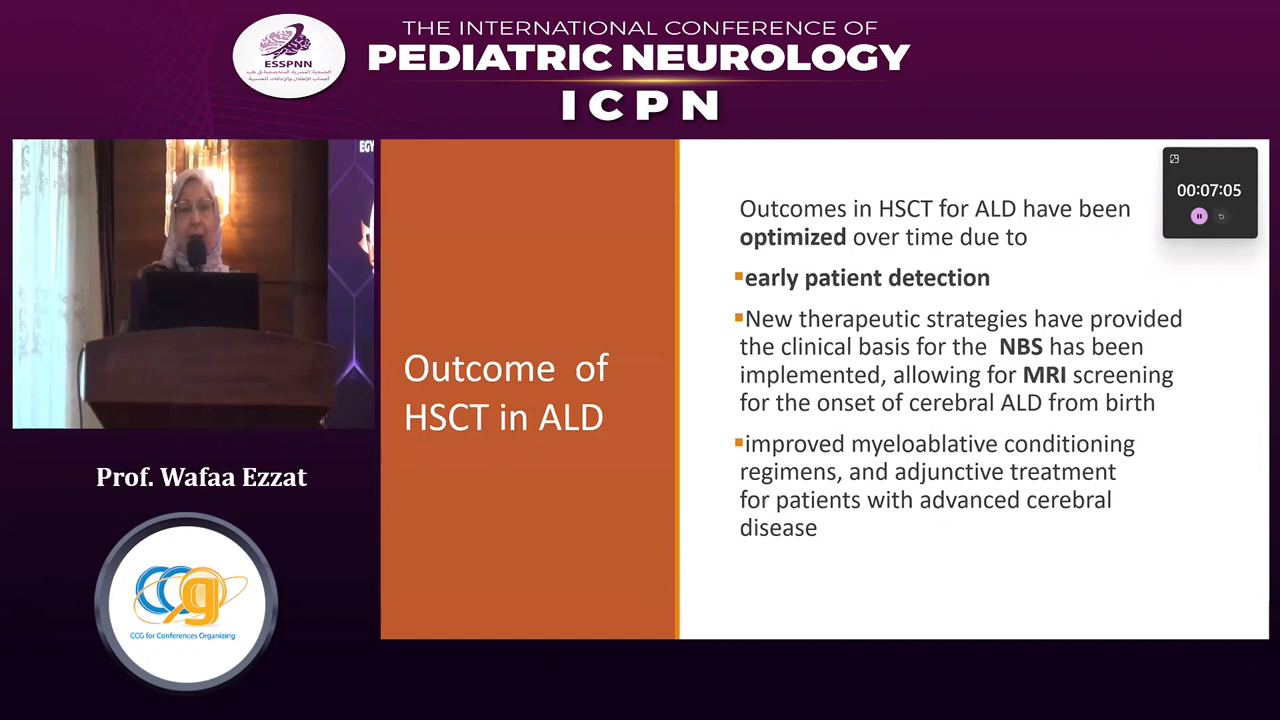 THE INTERNATIONAL CONFERENCE OF
PEDIATRIC NEUROLOGY
ICPN
ESSPNN
الجمعية المصرية المتخصصة في طب
أعصاب الأطفال والإعاقات العصبية
EGY
00:07:05
Outcome of
HSCT in ALD
Outcomes in HSCT for ALD have been
optimized over time due to
▪early patient detection
▪New therapeutic strategies have provided
the clinical basis for the NBS has been
implemented, allowing for MRI screening
for the onset of cerebral ALD from birth
▪improved myeloablative conditioning
regimens, and adjunctive treatment
for patients with advanced cerebral
disease
Prof. Wafaa Ezzat
CCg
CCG for Conferences Organizing